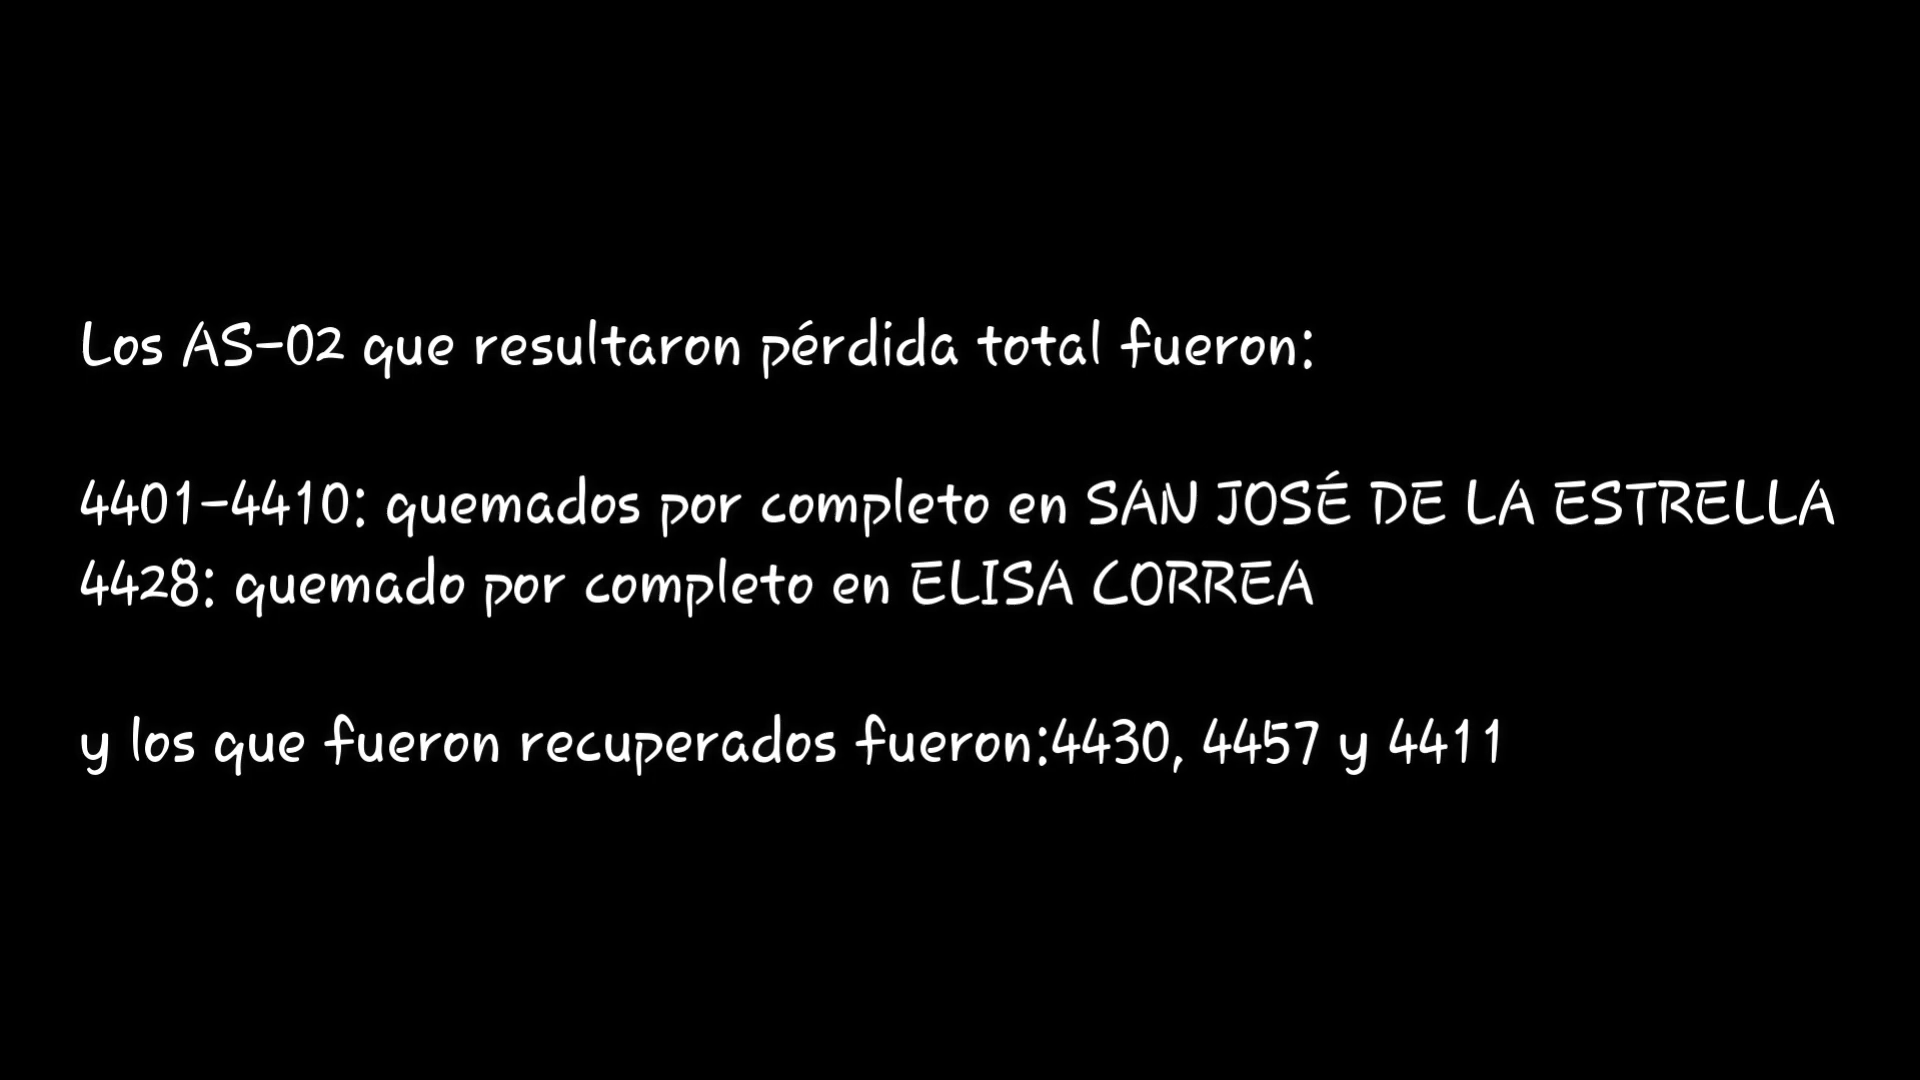 Los AS-02 que resultaron pérdida total fueron:
4401-4410: quemados por completo en SAN JOSÉ DE LA ESTRELLA
4428: quemado por completo en ELISA CORREA
y los que fueron recuperados fueron:4430, 4457 y 4411